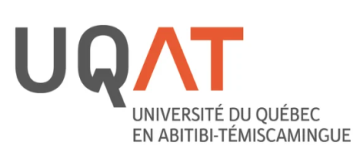 UQAT
UNIVERSITÉ DU QUÉBEC
EN ABITIBI-TÉMISCAMINGUE